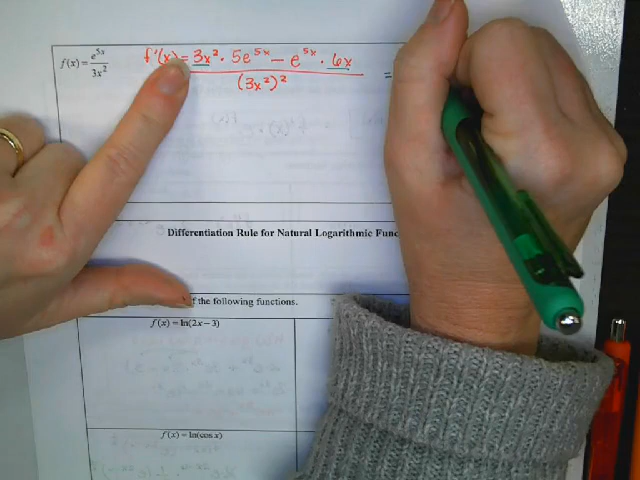 f(x) = e^{5x} / 3x^2
f'(x) = 3x² · 5e^{5x} − e^{5x} · 6x
(3x²)²
=
Differentiation Rule for Natural Logarithmic
f the following functions.
f(x) = ln(2x − 3)
f(x) = ln(cos x)